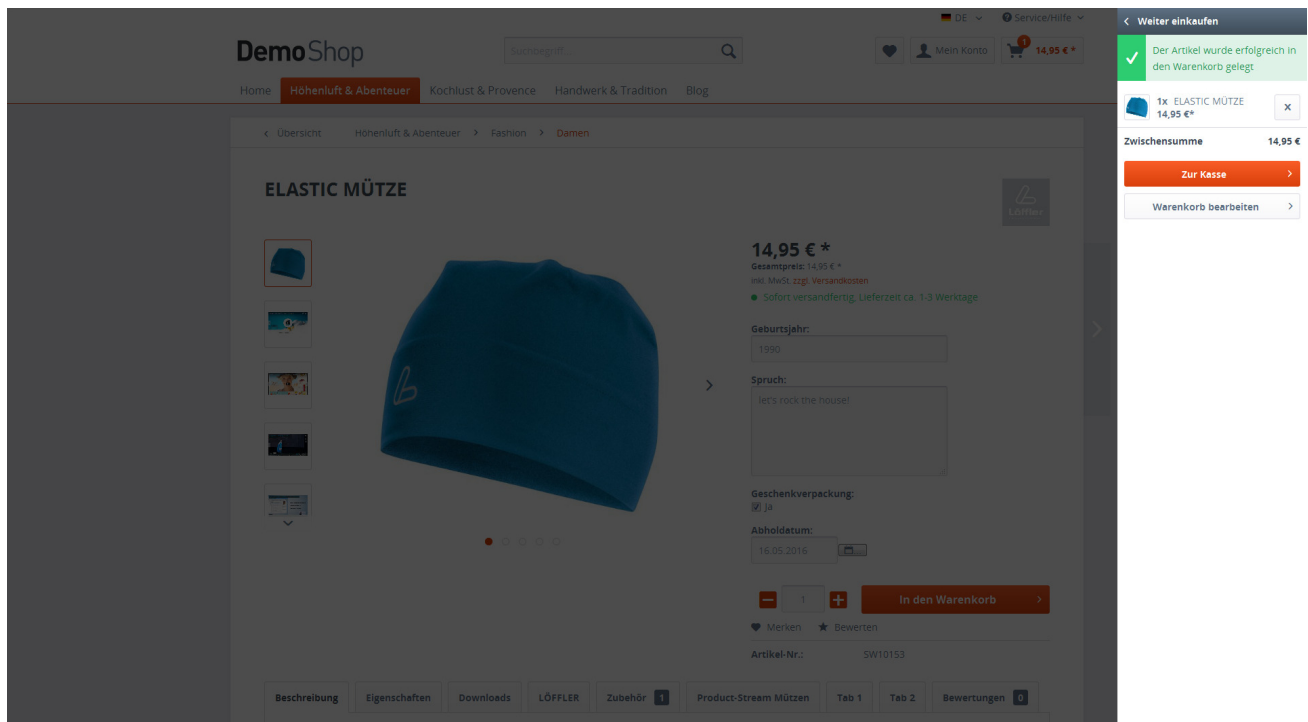 DE
Service/Hilfe
DemoShop
Suchbegriff...
Mein Konto
1
14,95 € *
Home
Höhenluft & Abenteuer
Kochlust & Provence
Handwerk & Tradition
Blog
Übersicht
Höhenluft & Abenteuer
Fashion
Damen
ELASTIC MÜTZE
Löffler
14,95 € *
Gesamtpreis: 14,95 € *
inkl. MwSt. zzgl. Versandkosten
Sofort versandfertig, Lieferzeit ca. 1-3 Werktage
Geburtsjahr:
1990
Spruch:
let's rock the house!
Geschenkverpackung:
Ja
Abholdatum:
16.05.2016
1
In den Warenkorb
Merken
Bewerten
Artikel-Nr.:
SW10153
Beschreibung
Eigenschaften
Downloads
LÖFFLER
Zubehör 1
Product-Stream Mützen
Tab 1
Tab 2
Bewertungen 0
Weiter einkaufen
Der Artikel wurde erfolgreich in
den Warenkorb gelegt
1x ELASTIC MÜTZE
14,95 €*
x
Zwischensumme 14,95 €
Zur Kasse
Warenkorb bearbeiten